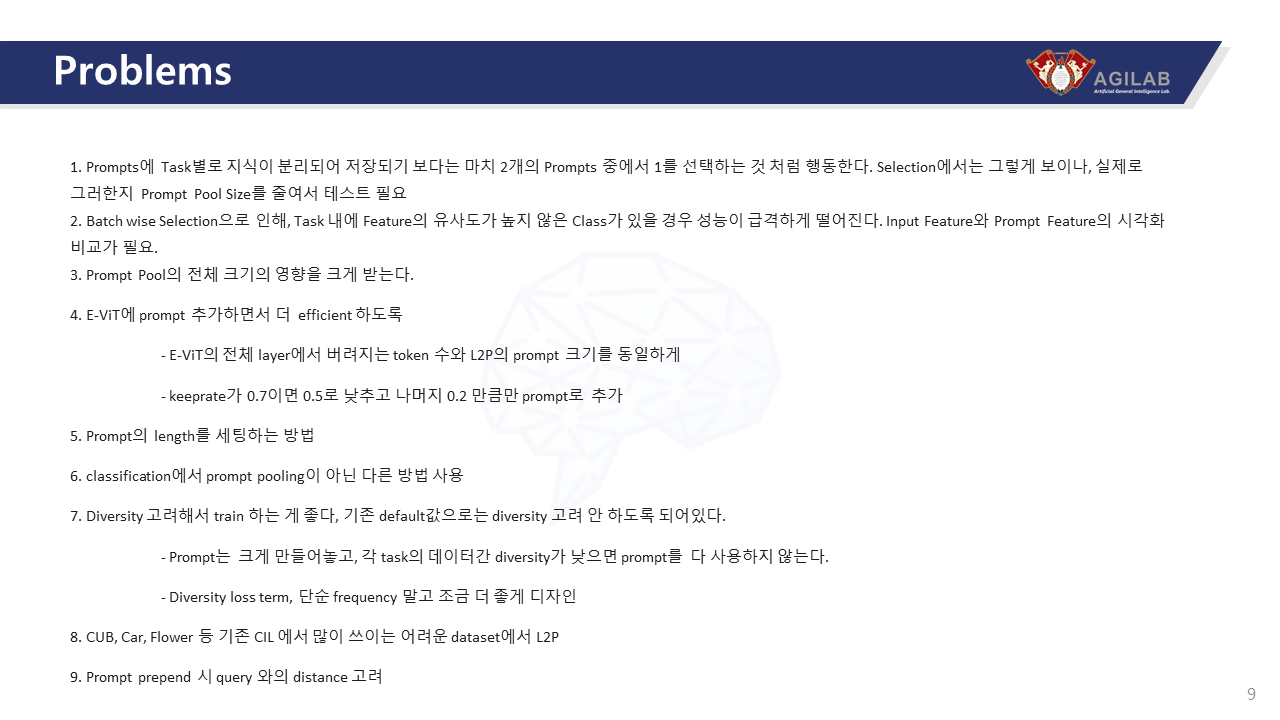 Problems
AGILAB
Artificial General Intelligence Lab.
1. Prompts에 Task별로 지식이 분리되어 저장되기 보다는 마치 2개의 Prompts 중에서 1를 선택하는 것 처럼 행동한다. Selection에서는 그렇게 보이나, 실제로
그러한지 Prompt Pool Size를 줄여서 테스트 필요
2. Batch wise Selection으로 인해, Task 내에 Feature의 유사도가 높지 않은 Class가 있을 경우 성능이 급격하게 떨어진다. Input Feature와 Prompt Feature의 시각화
비교가 필요.
3. Prompt Pool의 전체 크기의 영향을 크게 받는다.
4. E-ViT에 prompt 추가하면서 더 efficient 하도록
- E-ViT의 전체 layer에서 버려지는 token 수와 L2P의 prompt 크기를 동일하게
- keeprate가 0.7이면 0.5로 낮추고 나머지 0.2 만큼만 prompt로 추가
5. Prompt의 length를 세팅하는 방법
6. classification에서 prompt pooling이 아닌 다른 방법 사용
7. Diversity 고려해서 train 하는 게 좋다, 기존 default값으로는 diversity 고려 안 하도록 되어있다.
- Prompt는 크게 만들어놓고, 각 task의 데이터간 diversity가 낮으면 prompt를 다 사용하지 않는다.
- Diversity loss term, 단순 frequency 말고 조금 더 좋게 디자인
8. CUB, Car, Flower 등 기존 CIL 에서 많이 쓰이는 어려운 dataset에서 L2P
9. Prompt prepend 시 query 와의 distance 고려
9